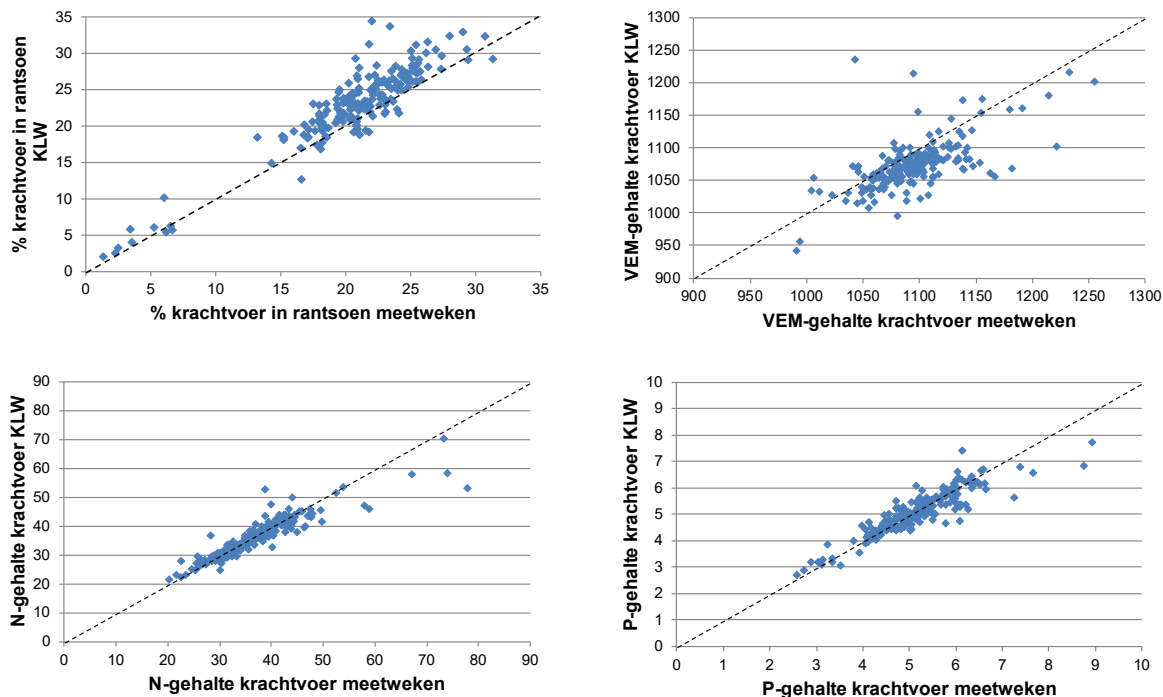 35
30
25
20
15
10
5
0
% krachtvoer in rantsoen
KLW
0 5 10 15 20 25 30 35
% krachtvoer in rantsoen meetweken
1300
1250
1200
1150
1100
1050
1000
950
900
VEM-gehalte krachtvoer KLW
900 950 1000 1050 1100 1150 1200 1250 1300
VEM-gehalte krachtvoer meetweken
90
80
70
60
50
40
30
20
10
0
N-gehalte krachtvoer KLW
0 10 20 30 40 50 60 70 80 90
N-gehalte krachtvoer meetweken
10
9
8
7
6
5
4
3
2
1
0
P-gehalte krachtvoer KLW
0 1 2 3 4 5 6 7 8 9 10
P-gehalte krachtvoer meetweken